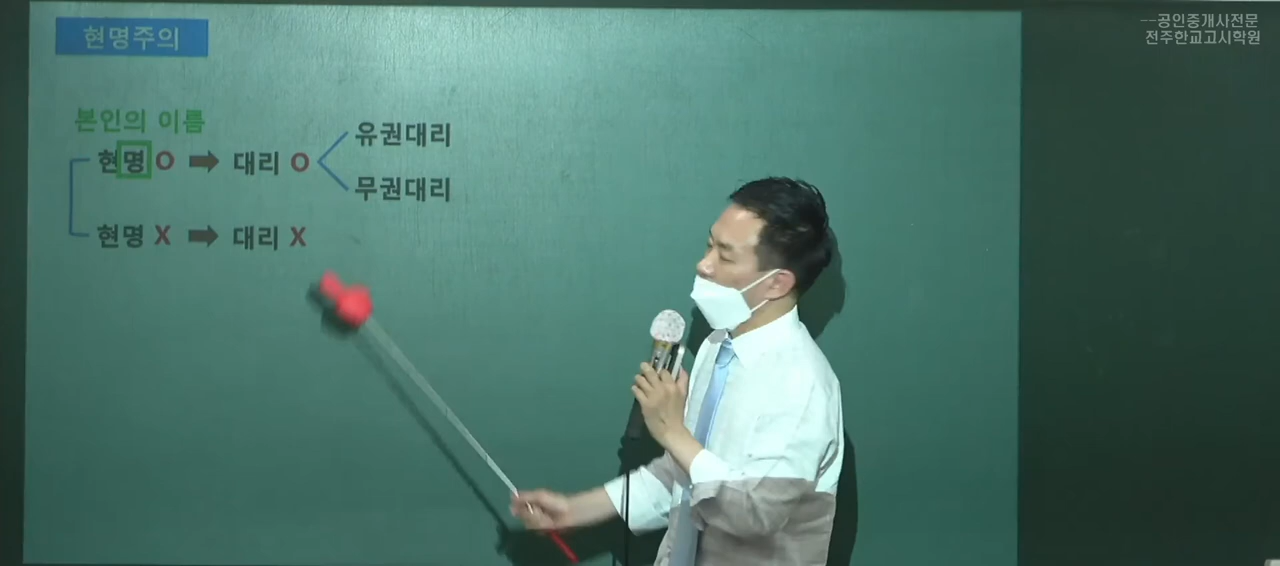 현명주의
--공인중개사전문
전주한교고시학원
본인의 이름
현명 O ➡ 대리 O
유권대리
무권대리
현명 X ➡ 대리 X